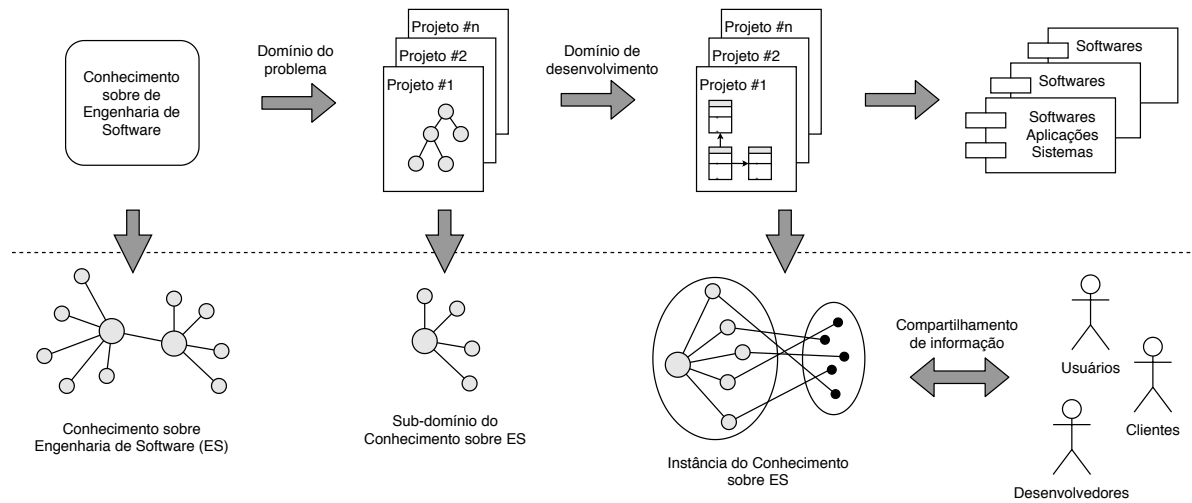 Conhecimento
sobre de
Engenharia de
Software
Domínio do
problema
Projeto #n
Projeto #2
Projeto #1
Domínio de
desenvolvimento
Projeto #n
Projeto #2
Projeto #1
Softwares
Softwares
Softwares
Aplicações
Sistemas
Conhecimento sobre
Engenharia de Software (ES)
Sub-domínio do
Conhecimento sobre ES
Instância do Conhecimento
sobre ES
Compartilhamento
de informação
Usuários
Clientes
Desenvolvedores